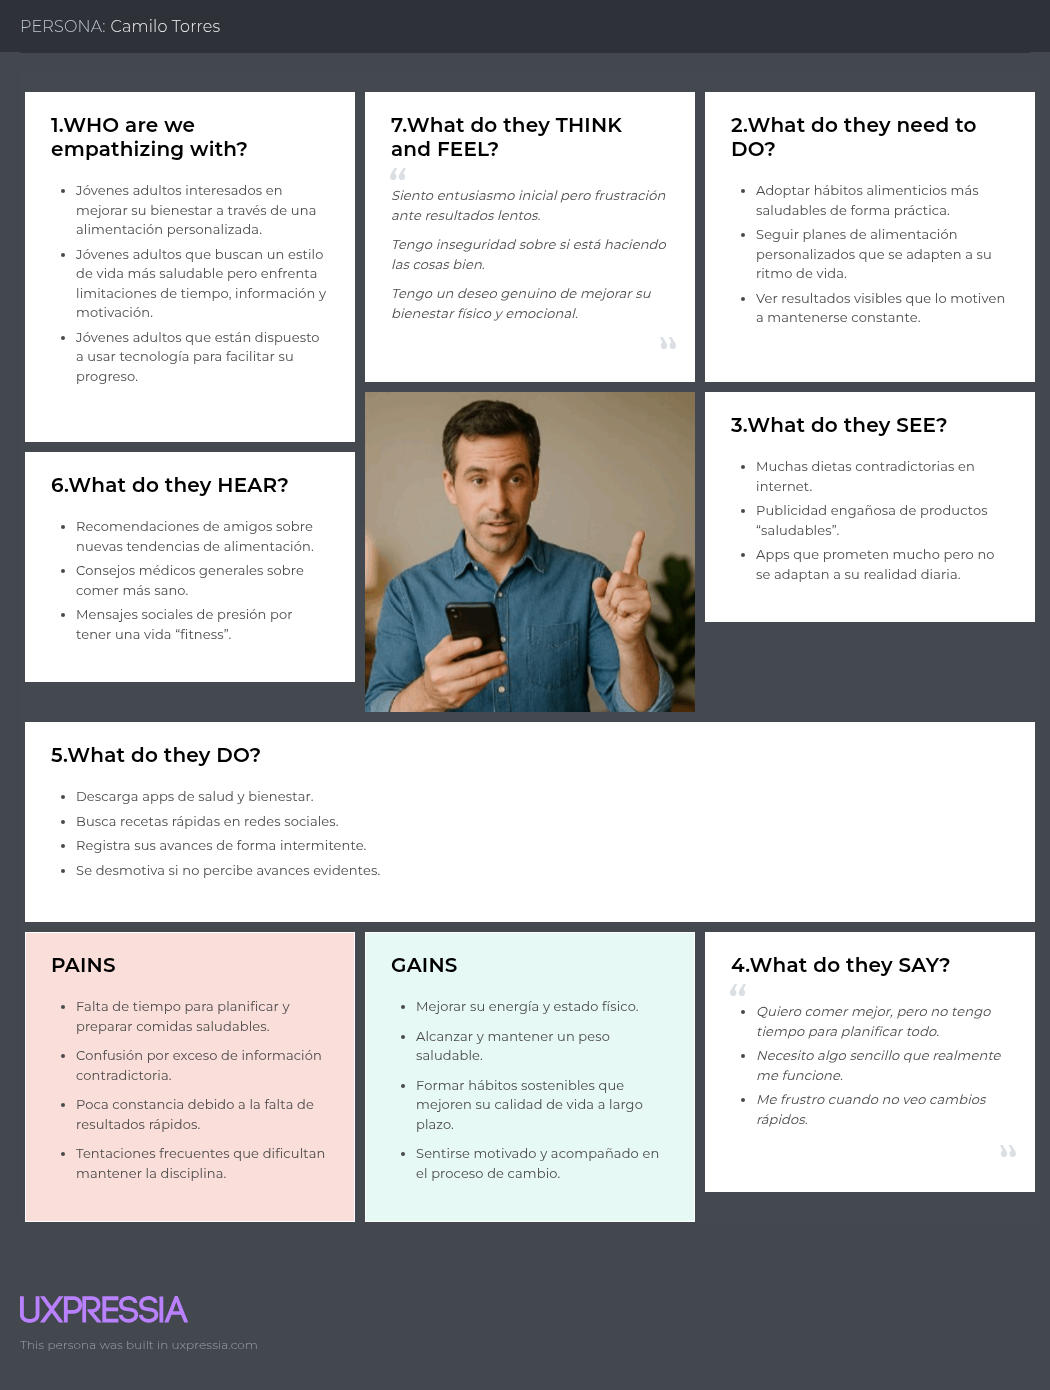 PERSONA: Camilo Torres
1.WHO are we
empathizing with?
• Jóvenes adultos interesados en
mejorar su bienestar a través de una
alimentación personalizada.
• Jóvenes adultos que buscan un estilo
de vida más saludable pero enfrenta
limitaciones de tiempo, información y
motivación.
• Jóvenes adultos que están dispuesto
a usar tecnología para facilitar su
progreso.
7.What do they THINK
and FEEL?
“
Siento entusiasmo inicial pero frustración
ante resultados lentos.
Tengo inseguridad sobre si está haciendo
las cosas bien.
Tengo un deseo genuino de mejorar su
bienestar físico y emocional.
”
2.What do they need to
DO?
• Adoptar hábitos alimenticios más
saludables de forma práctica.
• Seguir planes de alimentación
personalizados que se adapten a su
ritmo de vida.
• Ver resultados visibles que lo motiven
a mantenerse constante.
6.What do they HEAR?
• Recomendaciones de amigos sobre
nuevas tendencias de alimentación.
• Consejos médicos generales sobre
comer más sano.
• Mensajes sociales de presión por
tener una vida “fitness”.
3.What do they SEE?
• Muchas dietas contradictorias en
internet.
• Publicidad engañosa de productos
“saludables”.
• Apps que prometen mucho pero no
se adaptan a su realidad diaria.
5.What do they DO?
• Descarga apps de salud y bienestar.
• Busca recetas rápidas en redes sociales.
• Registra sus avances de forma intermitente.
• Se desmotiva si no percibe avances evidentes.
PAINS
• Falta de tiempo para planificar y
preparar comidas saludables.
• Confusión por exceso de información
contradictoria.
• Poca constancia debido a la falta de
resultados rápidos.
• Tentaciones frecuentes que dificultan
mantener la disciplina.
GAINS
• Mejorar su energía y estado físico.
• Alcanzar y mantener un peso
saludable.
• Formar hábitos sostenibles que
mejoren su calidad de vida a largo
plazo.
• Sentirse motivado y acompañado en
el proceso de cambio.
4.What do they SAY?
“
• Quiero comer mejor, pero no tengo
tiempo para planificar todo.
• Necesito algo sencillo que realmente
me funcione.
• Me frustro cuando no veo cambios
rápidos.
”
UXPRESSIA
This persona was built in uxpressia.com